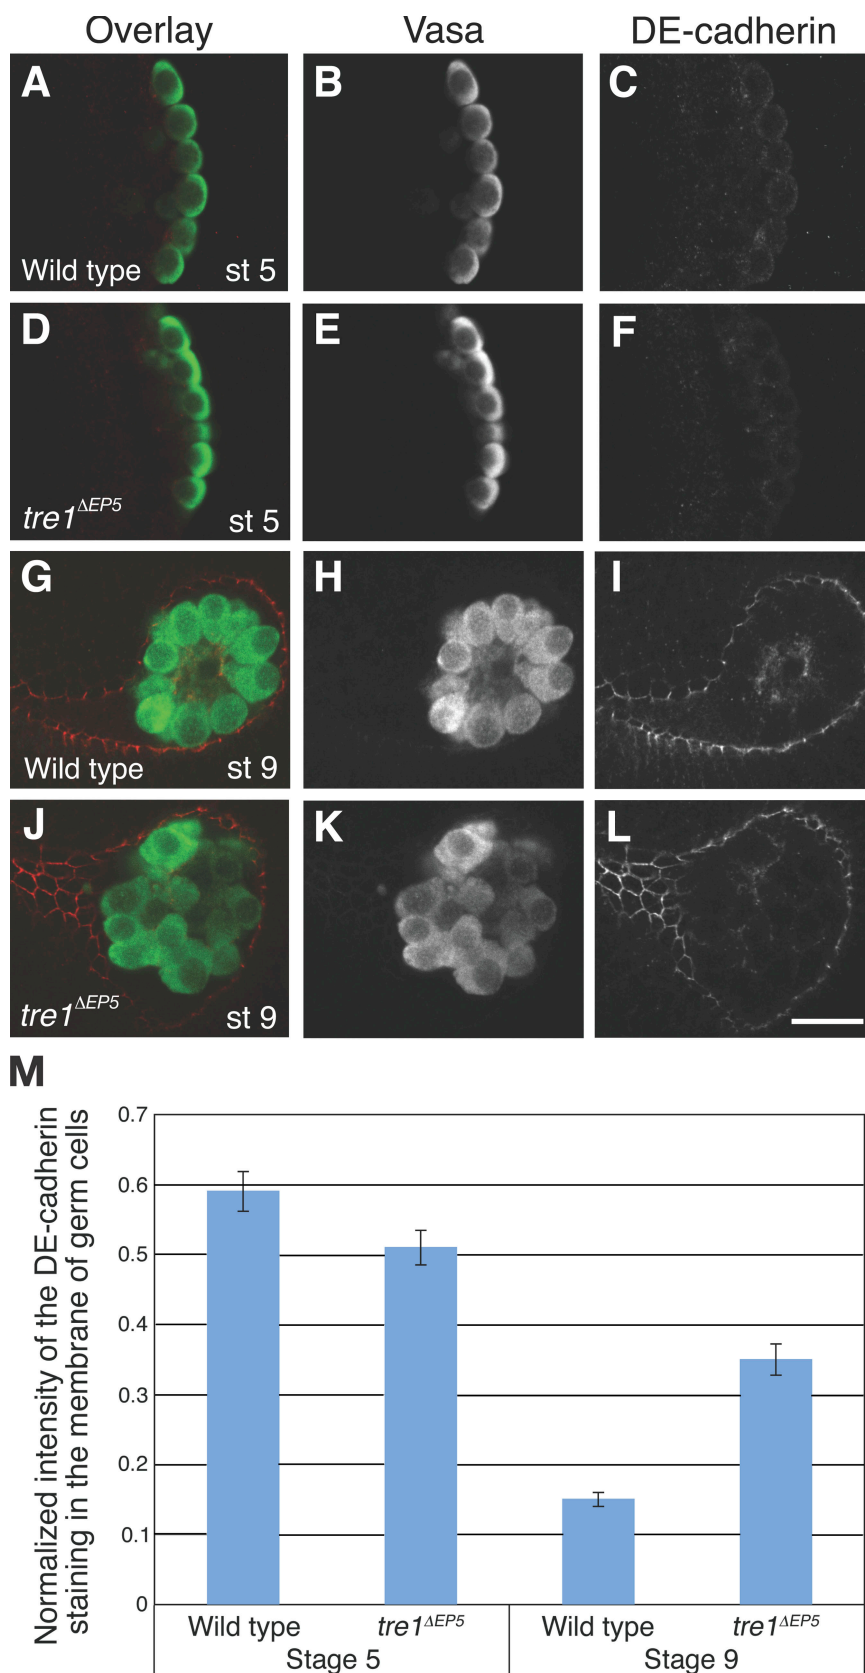 Overlay Vasa DE-cadherin
A B C
Wild type st 5
D E F
tre1ΔEP5 st 5
G H I
Wild type st 9
J K L
tre1ΔEP5 st 9
M
Normalized intensity of the DE-cadherin
staining in the membrane of germ cells
0.7
0.6
0.5
0.4
0.3
0.2
0.1
0
Wild type tre1ΔEP5 Wild type tre1ΔEP5
Stage 5 Stage 9